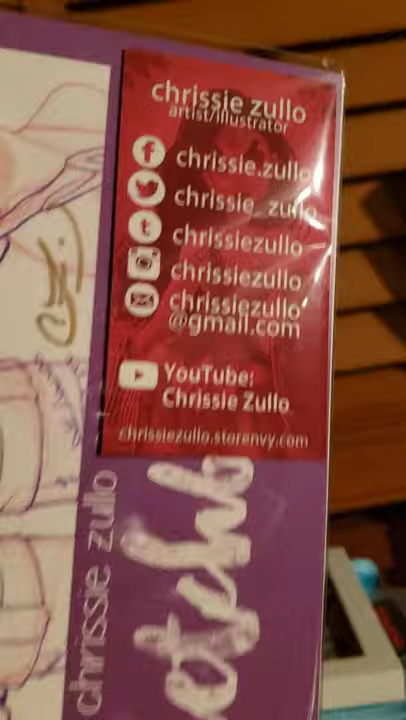 chrissie zullo
artist/illustrator
chrissie.zullo
chrissie_zullo
chrissiezullo
chrissiezullo
chrissiezullo
@gmail.com
YouTube:
Chrissie Zullo
chrissiezullo.storenvy.com
chrissie zullo